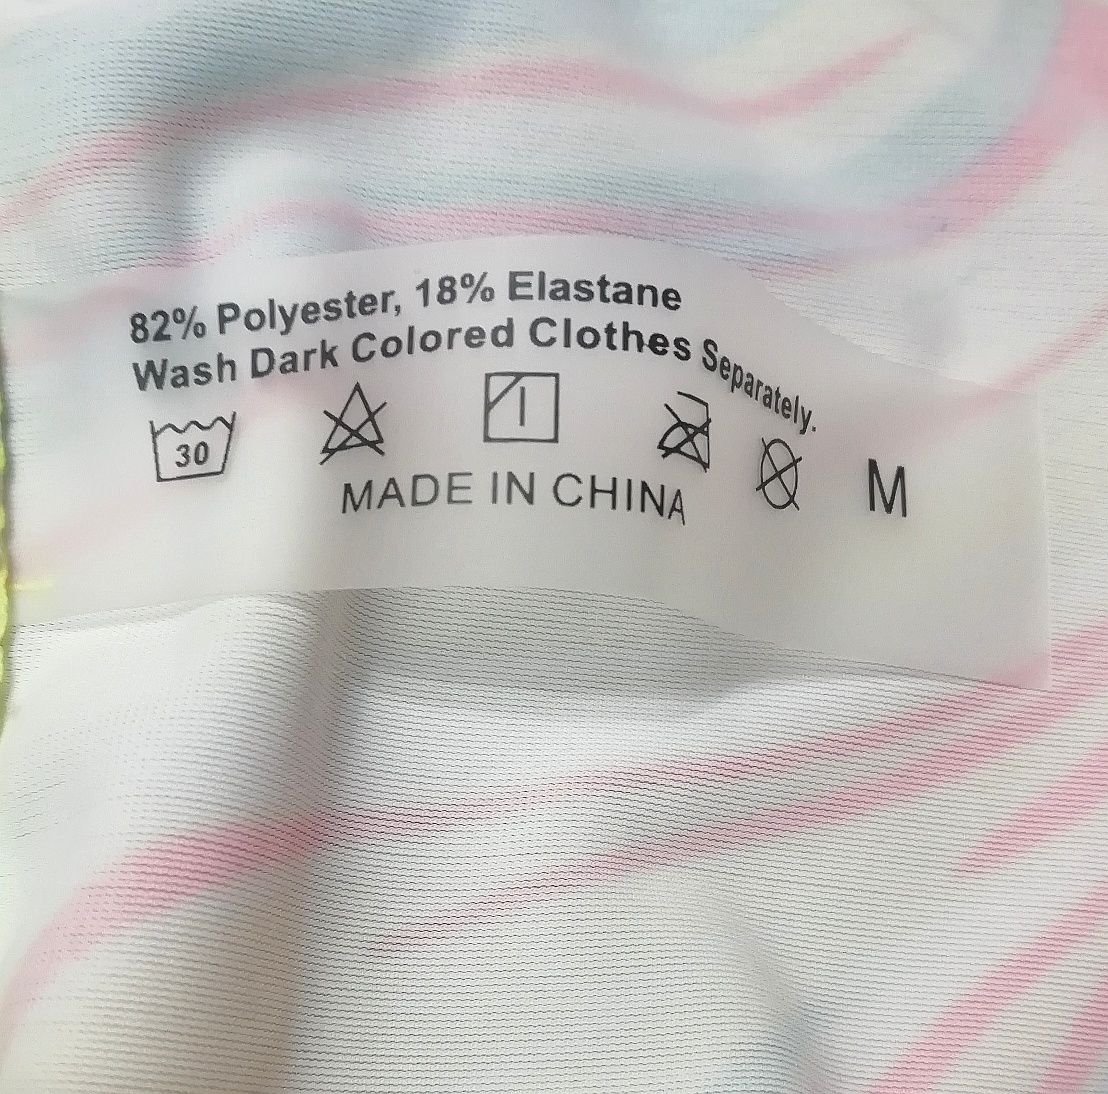 82% Polyester, 18% Elastane
Wash Dark Colored Clothes Separately.
30
M
MADE IN CHINA